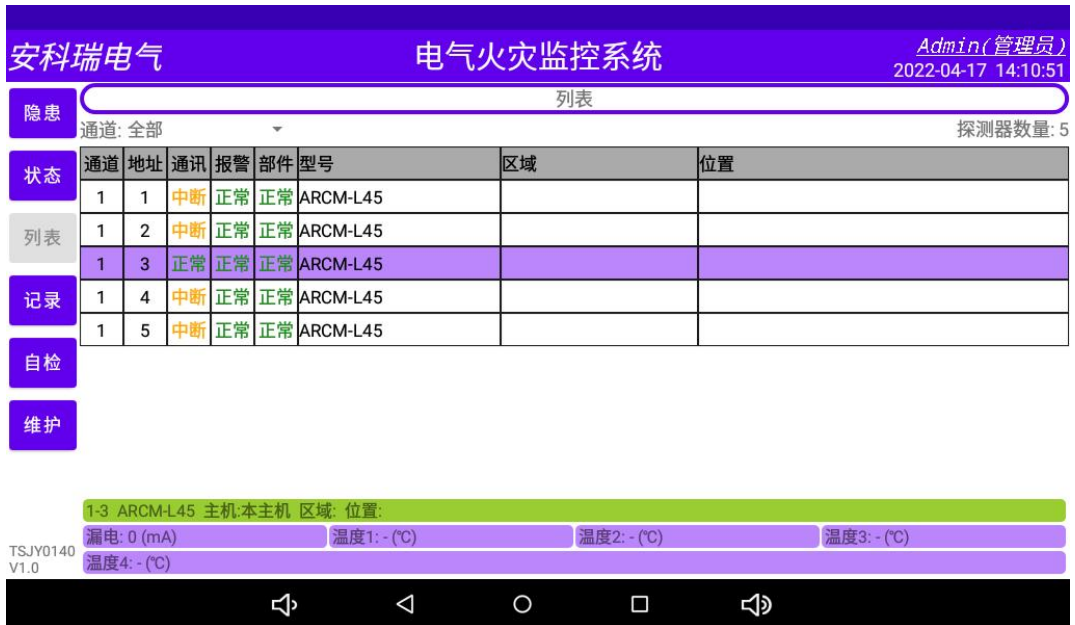 安科瑞电气
电气火灾监控系统
Admin(管理员)
2022-04-17 14:10:51
隐患
状态
列表
记录
自检
维护
列表
通道: 全部
探测器数量: 5
通道 地址 通讯 报警 部件 型号 区域 位置
1 1 中断 正常 正常 ARCM-L45
1 2 中断 正常 正常 ARCM-L45
1 3 正常 正常 正常 ARCM-L45
1 4 中断 正常 正常 ARCM-L45
1 5 中断 正常 正常 ARCM-L45
1-3 ARCM-L45 主机:本主机 区域: 位置:
漏电: 0 (mA) 温度1: - (℃) 温度2: - (℃) 温度3: - (℃)
温度4: - (℃)
TSJY0140
V1.0